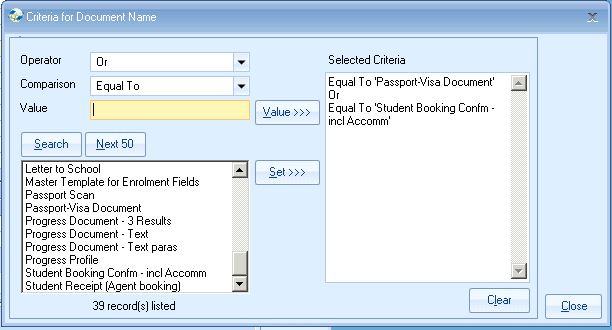 Criteria for Document Name
Operator
Or
Comparison
Equal To
Value
Value >>>
Search
Next 50
Letter to School
Master Template for Enrolment Fields
Passport Scan
Passport-Visa Document
Progress Document - 3 Results
Progress Document - Text
Progress Document - Text paras
Progress Profile
Student Booking Confm - incl Accomm
Student Receipt (Agent booking)
39 record(s) listed
Set >>>
Selected Criteria
Equal To 'Passport-Visa Document'
Or
Equal To 'Student Booking Confm -
incl Accomm'
Clear
Close